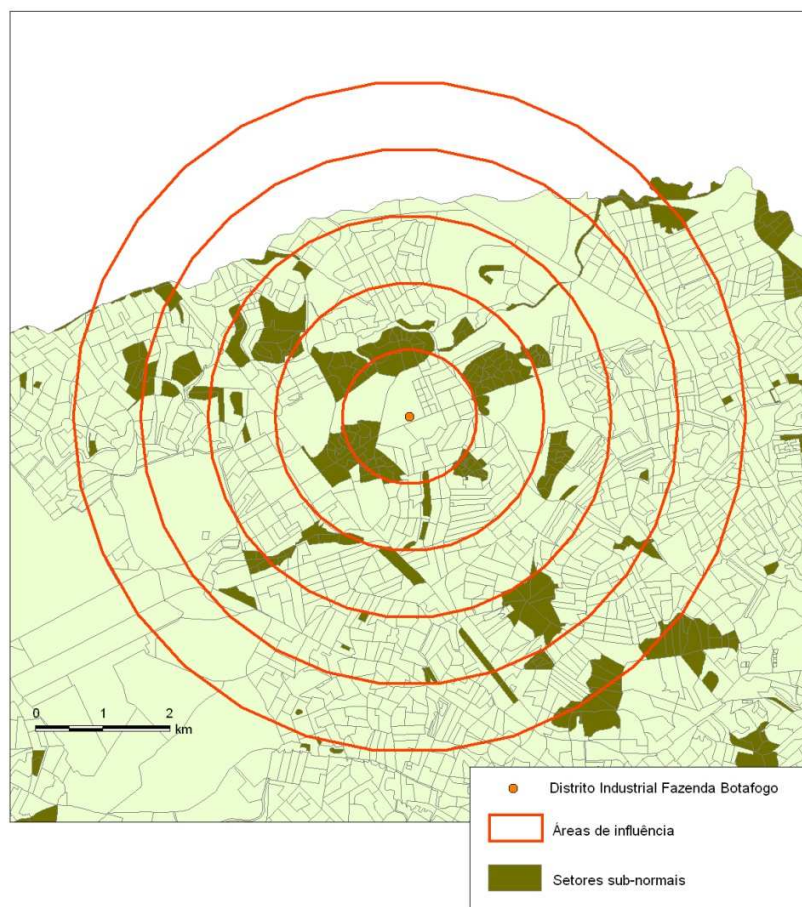 0 1 2
km
Distrito Industrial Fazenda Botafogo
Áreas de influência
Setores sub-normais